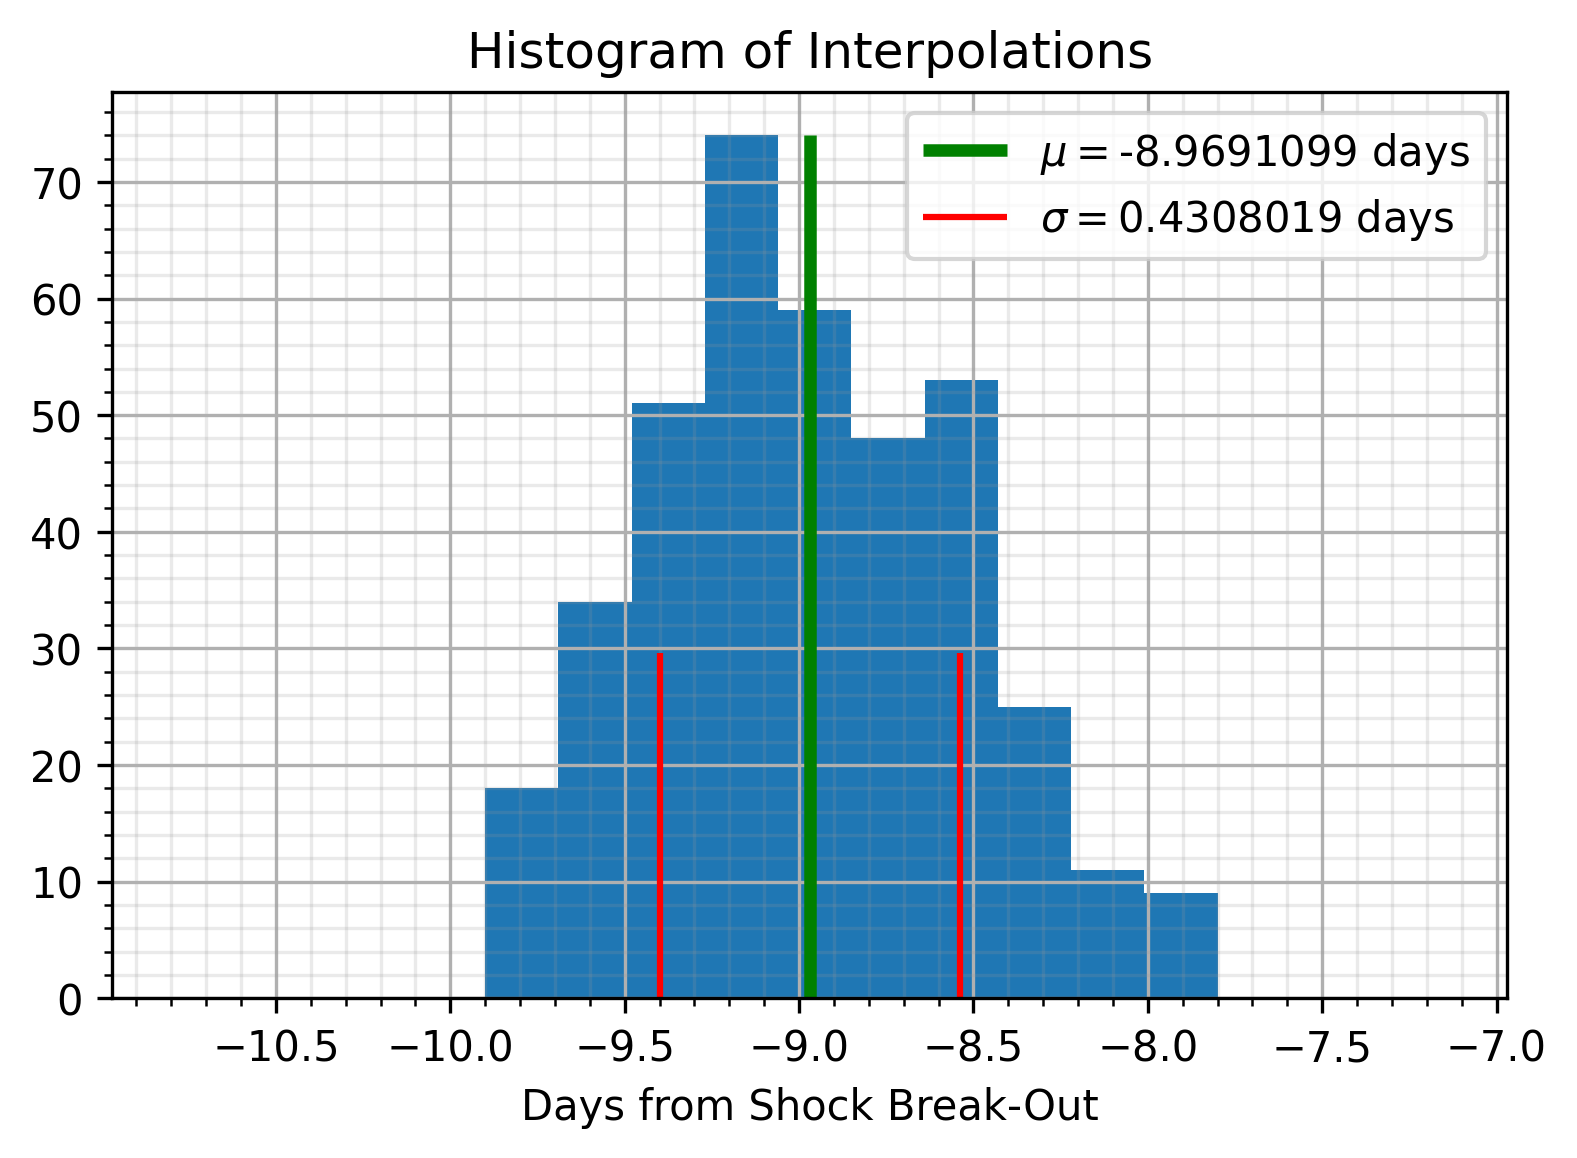 Histogram of Interpolations
μ = -8.9691099 days
σ = 0.4308019 days
70
60
50
40
30
20
10
0
−10.5 −10.0 −9.5 −9.0 −8.5 −8.0 −7.5 −7.0
Days from Shock Break-Out